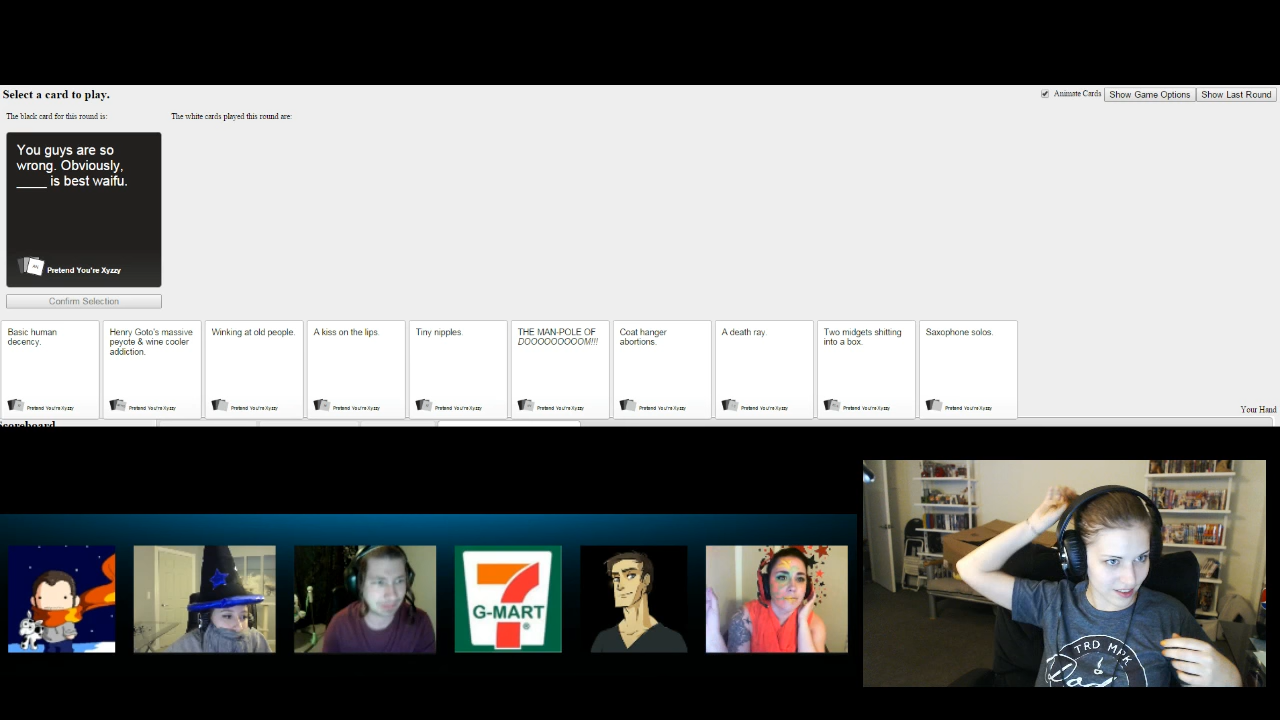 Select a card to play.
Animate Cards
Show Game Options
Show Last Round
The black card for this round is:
The white cards played this round are:
You guys are so
wrong. Obviously,
____ is best waifu.
Pretend You're Xyzzy
Confirm Selection
Basic human
decency.
Pretend You're Xyzzy
Henry Goto's massive
peyote & wine cooler
addiction.
Pretend You're Xyzzy
Winking at old people.
Pretend You're Xyzzy
A kiss on the lips.
Pretend You're Xyzzy
Tiny nipples.
Pretend You're Xyzzy
THE MAN-POLE OF
DOOOOOOOOOM!!!
Pretend You're Xyzzy
Coat hanger
abortions.
Pretend You're Xyzzy
A death ray.
Pretend You're Xyzzy
Two midgets shitting
into a box.
Pretend You're Xyzzy
Saxophone solos.
Pretend You're Xyzzy
Your Hand
Scoreboard
7
G-MART
TRD MRK